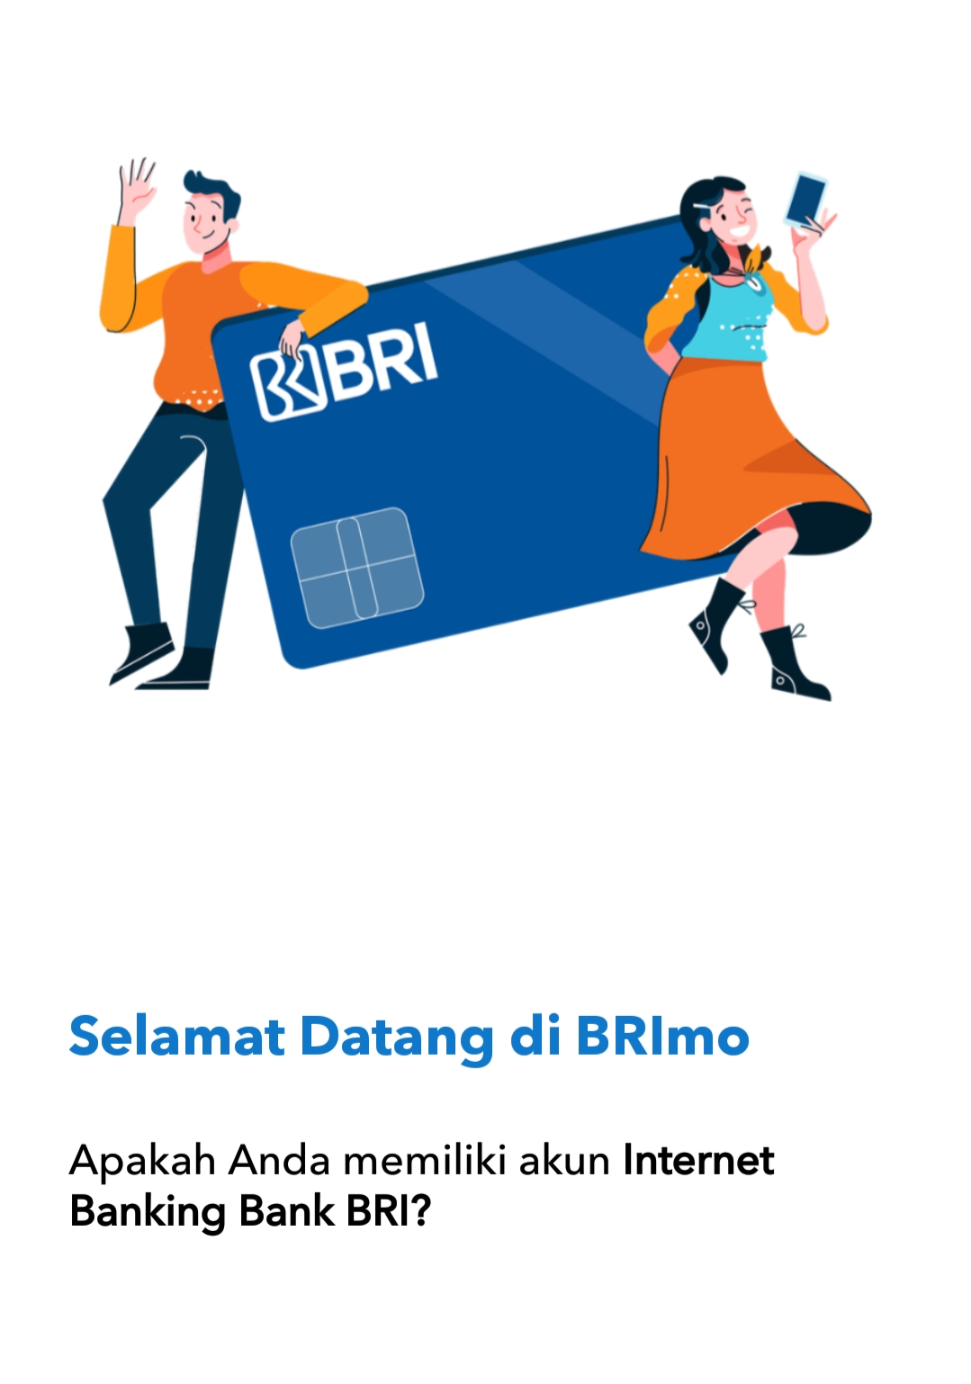 BRI
Selamat Datang di BRImo
Apakah Anda memiliki akun Internet
Banking Bank BRI?